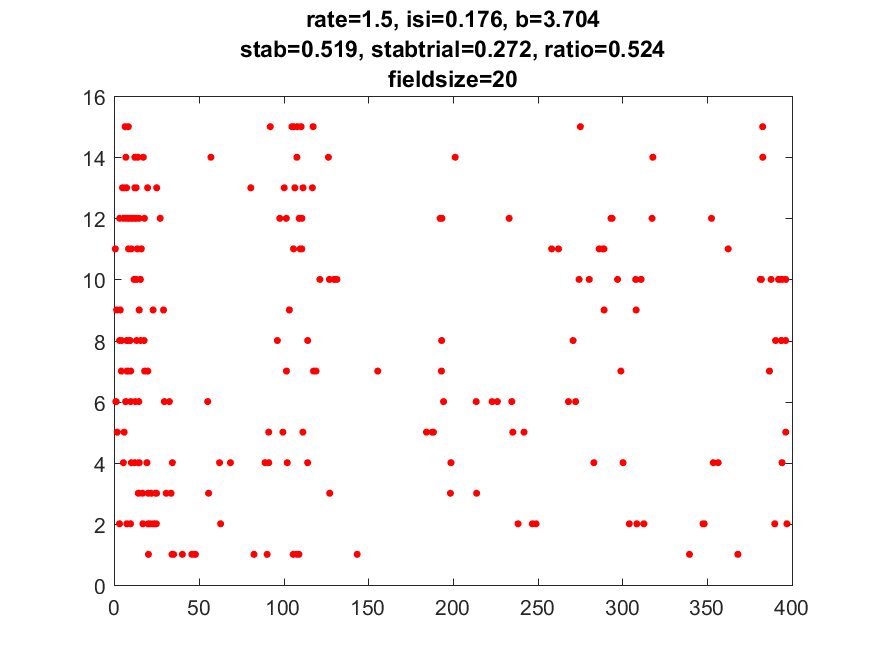 rate=1.5, isi=0.176, b=3.704
stab=0.519, stabtrial=0.272, ratio=0.524
fieldsize=20
16
14
12
10
8
6
4
2
0
0 50 100 150 200 250 300 350 400